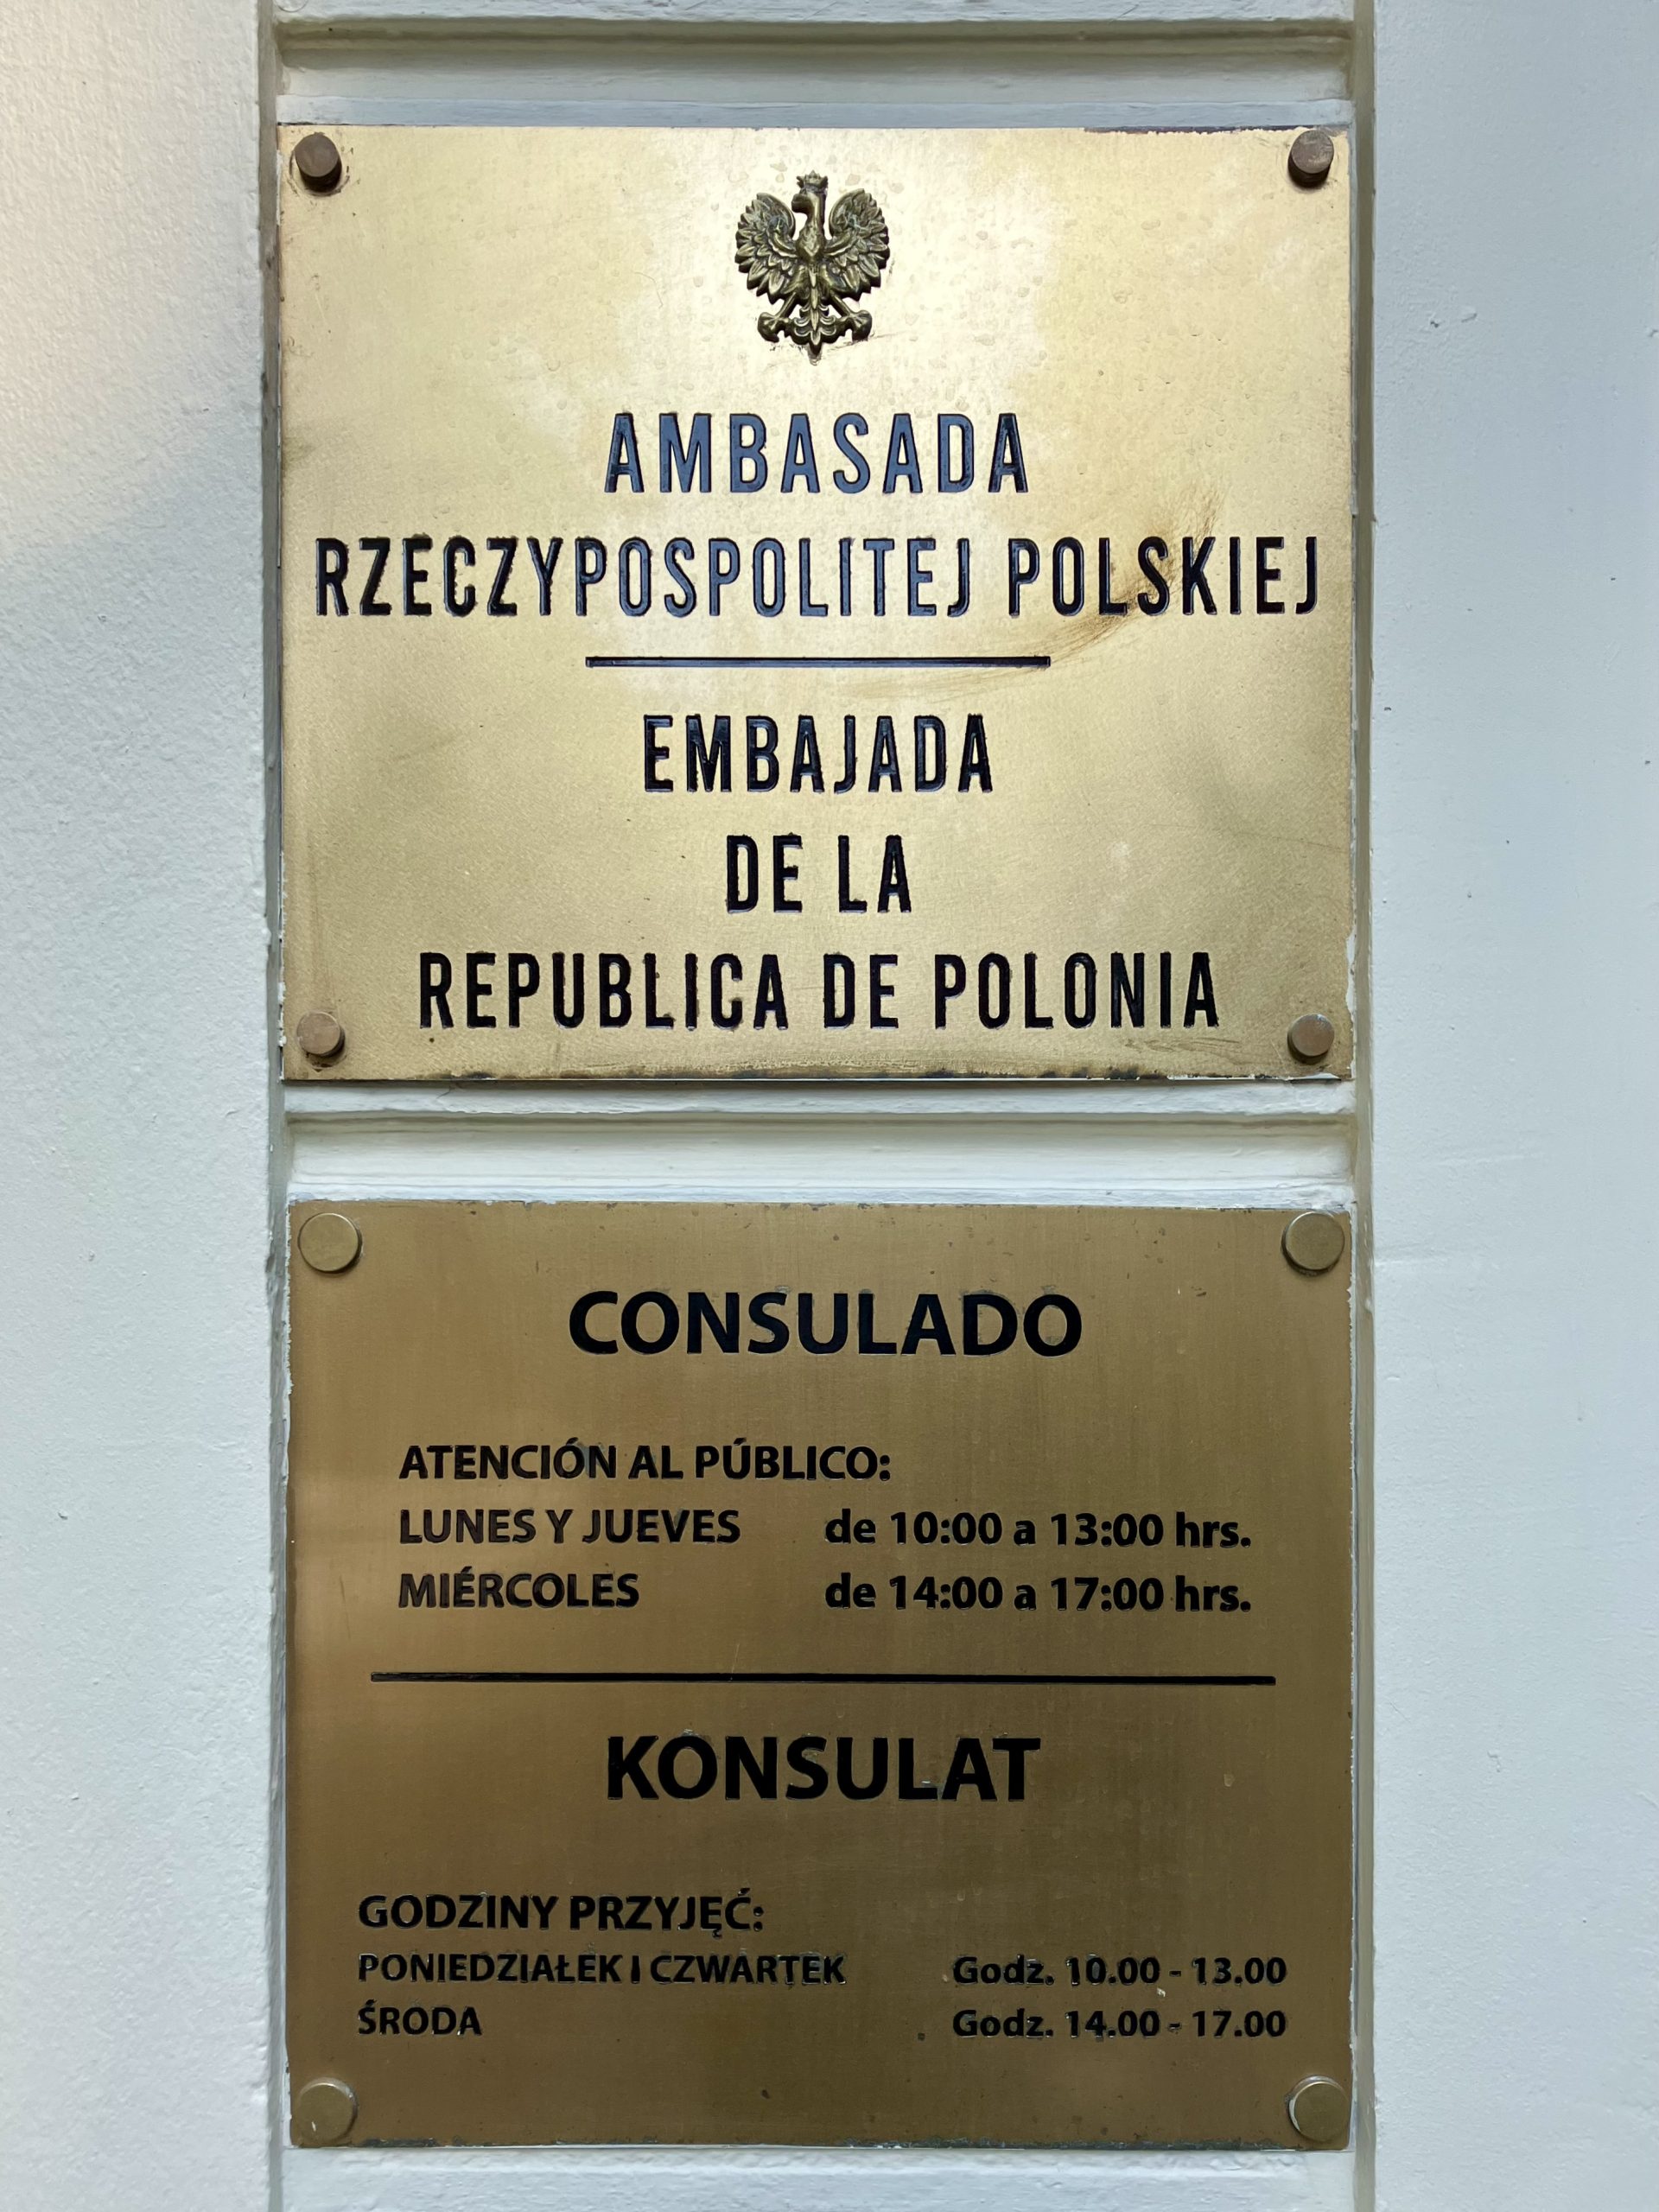 AMBASADA
RZECZYPOSPOLITEJ POLSKIEJ
EMBAJADA
DE LA
REPUBLICA DE POLONIA
CONSULADO
ATENCIÓN AL PÚBLICO:
LUNES Y JUEVES de 10:00 a 13:00 hrs.
MIÉRCOLES de 14:00 a 17:00 hrs.
KONSULAT
GODZINY PRZYJĘĆ:
PONIEDZIAŁEK I CZWARTEK Godz. 10.00 - 13.00
ŚRODA Godz. 14.00 - 17.00